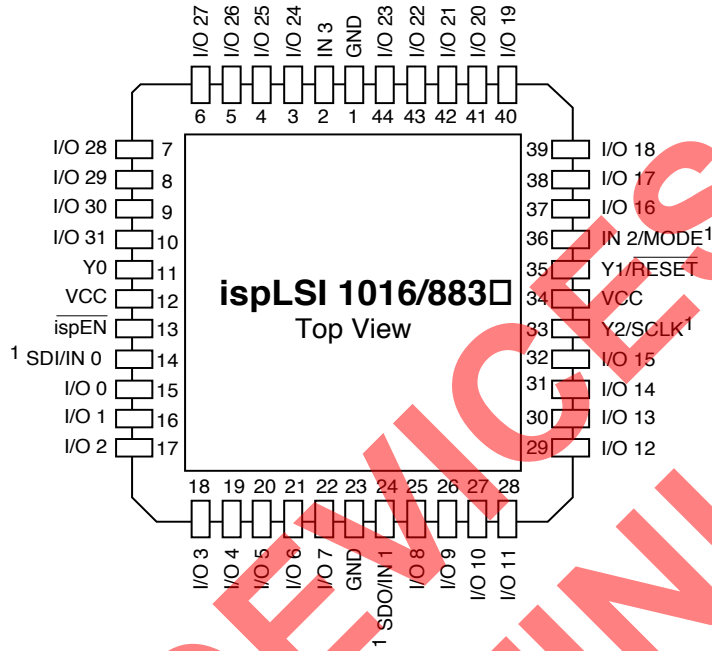 I/O 27
I/O 26
I/O 25
I/O 24
IN 3
GND
I/O 23
I/O 22
I/O 21
I/O 20
I/O 19
6 5 4 3 2 1 44 43 42 41 40
I/O 28 7
I/O 29 8
I/O 30 9
I/O 31 10
Y0 11
VCC 12
ispEN 13
1 SDI/IN 0 14
I/O 0 15
I/O 1 16
I/O 2 17
ispLSI 1016/883□
Top View
39 I/O 18
38 I/O 17
37 I/O 16
36 IN 2/MODE1
35 Y1/RESET
34 VCC
33 Y2/SCLK1
32 I/O 15
31 I/O 14
30 I/O 13
29 I/O 12
18 19 20 21 22 23 24 25 26 27 28
I/O 3
I/O 4
I/O 5
I/O 6
I/O 7
GND
1 SDO/IN 1
I/O 8
I/O 9
I/O 10
I/O 11
DEVICES